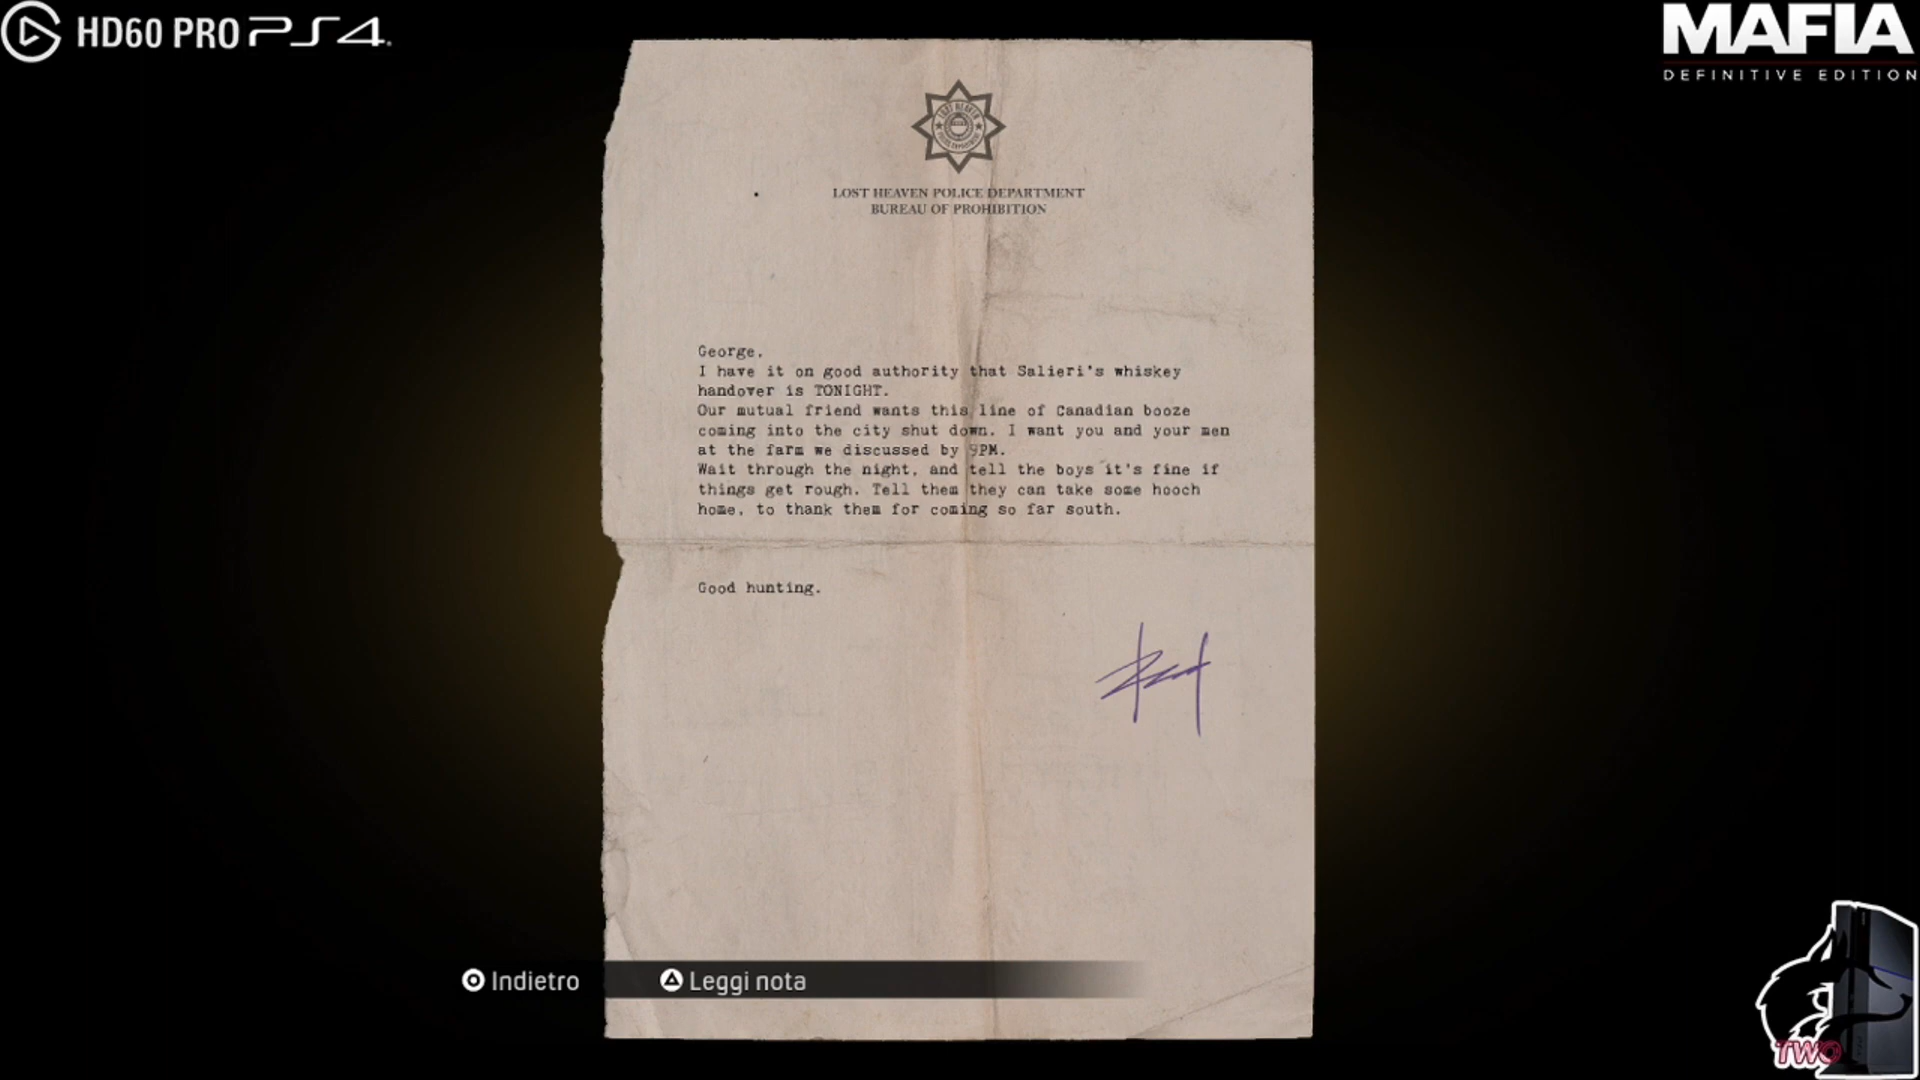 HD60 PRO PS4
MAFIA
DEFINITIVE EDITION
LOST HEAVEN
POLICE DEPARTMENT
LOST HEAVEN POLICE DEPARTMENT
BUREAU OF PROHIBITION
George,
I have it on good authority that Salieri's whiskey
handover is TONIGHT.
Our mutual friend wants this line of Canadian booze
coming into the city shut down. I want you and your men
at the farm we discussed by 9PM.
Wait through the night, and tell the boys it's fine if
things get rough. Tell them they can take some hooch
home, to thank them for coming so far south.
Good hunting.
Indietro
Leggi nota
TWO